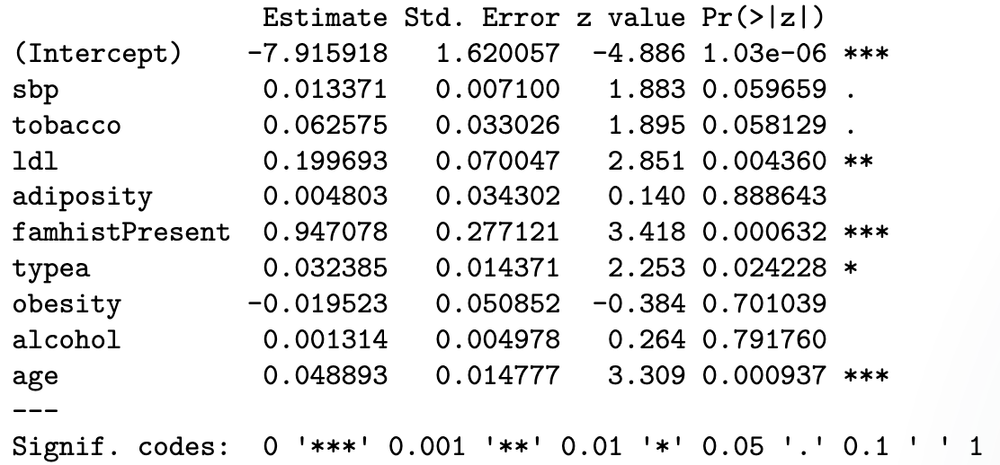 Estimate Std. Error z value Pr(>|z|)
(Intercept) -7.915918 1.620057 -4.886 1.03e-06 ***
sbp 0.013371 0.007100 1.883 0.059659 .
tobacco 0.062575 0.033026 1.895 0.058129 .
ldl 0.199693 0.070047 2.851 0.004360 **
adiposity 0.004803 0.034302 0.140 0.888643
famhistPresent 0.947078 0.277121 3.418 0.000632 ***
typea 0.032385 0.014371 2.253 0.024228 *
obesity -0.019523 0.050852 -0.384 0.701039
alcohol 0.001314 0.004978 0.264 0.791760
age 0.048893 0.014777 3.309 0.000937 ***
---
Signif. codes: 0 '***' 0.001 '**' 0.01 '*' 0.05 '.' 0.1 ' ' 1